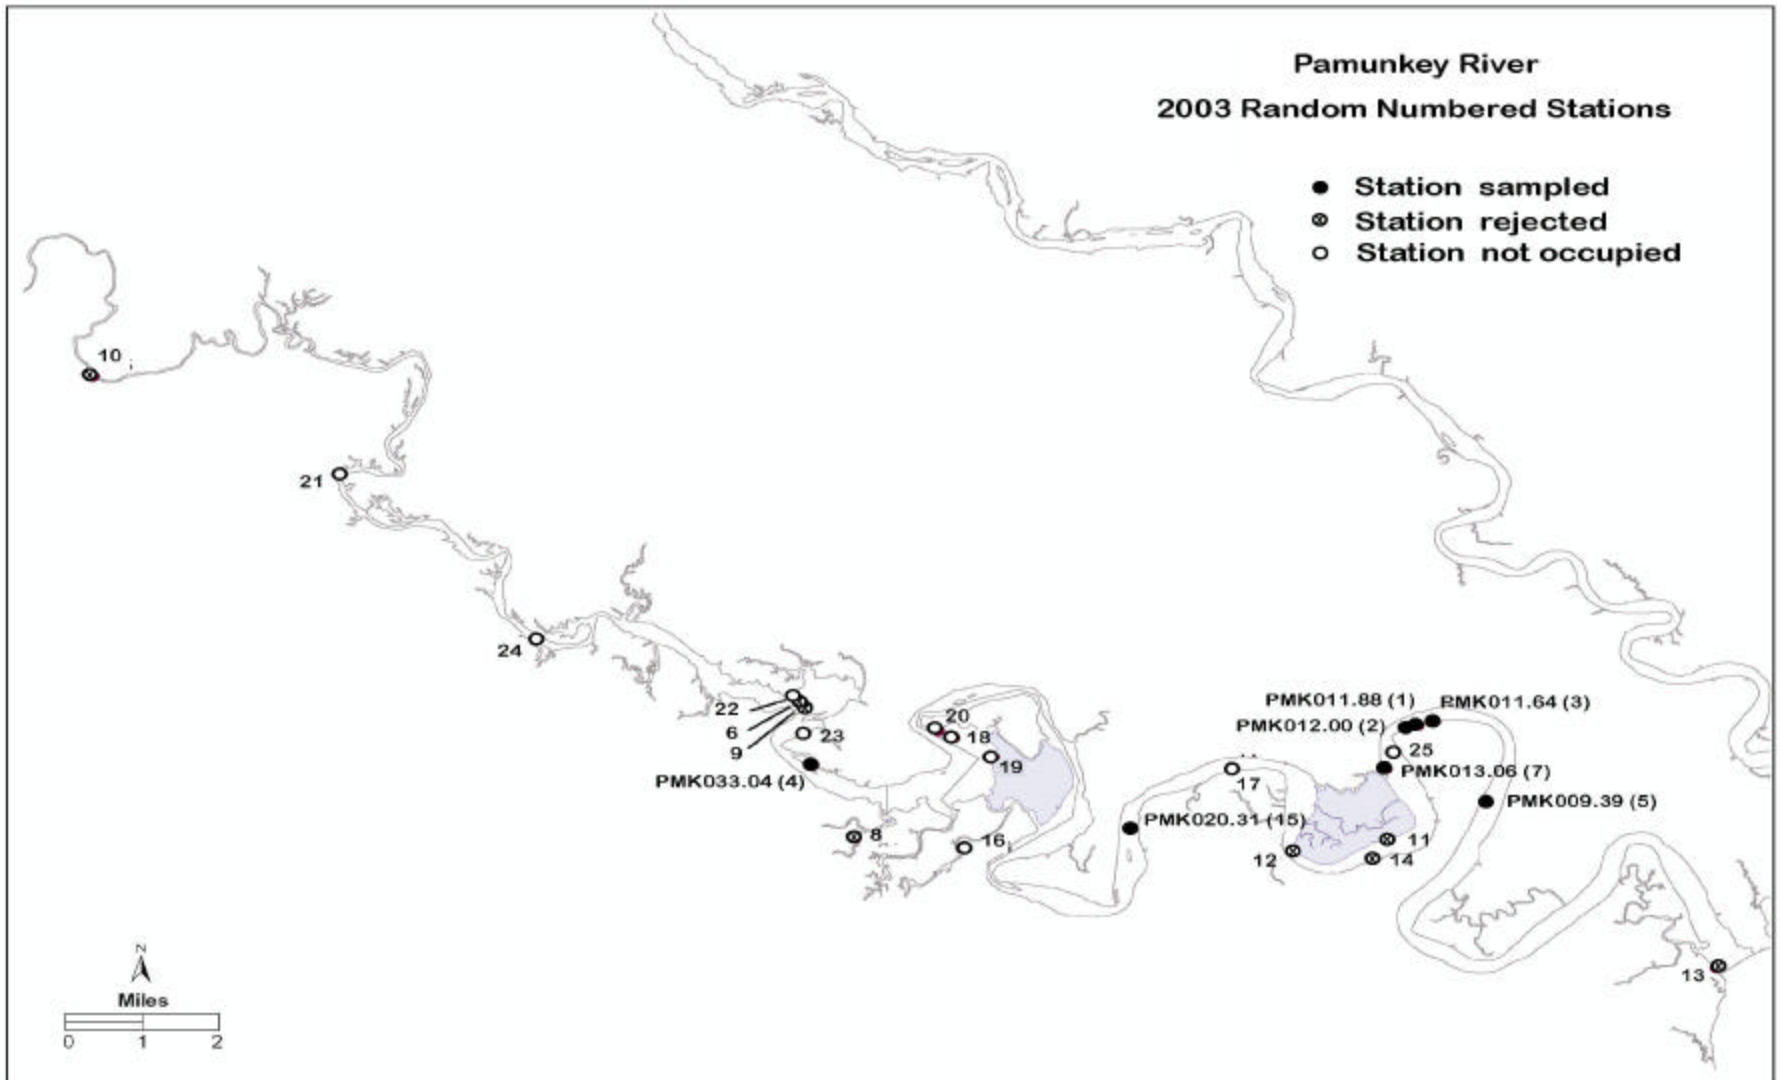 Pamunkey River
2003 Random Numbered Stations
Station sampled
Station rejected
Station not occupied
10
21
24
22
6
9
23
PMK033.04 (4)
8
20
18
19
16
PMK011.88 (1)
PMK011.64 (3)
PMK012.00 (2)
25
17
PMK013.06 (7)
PMK009.39 (5)
PMK020.31 (15)
11
12
14
13
N
Miles
0 1 2